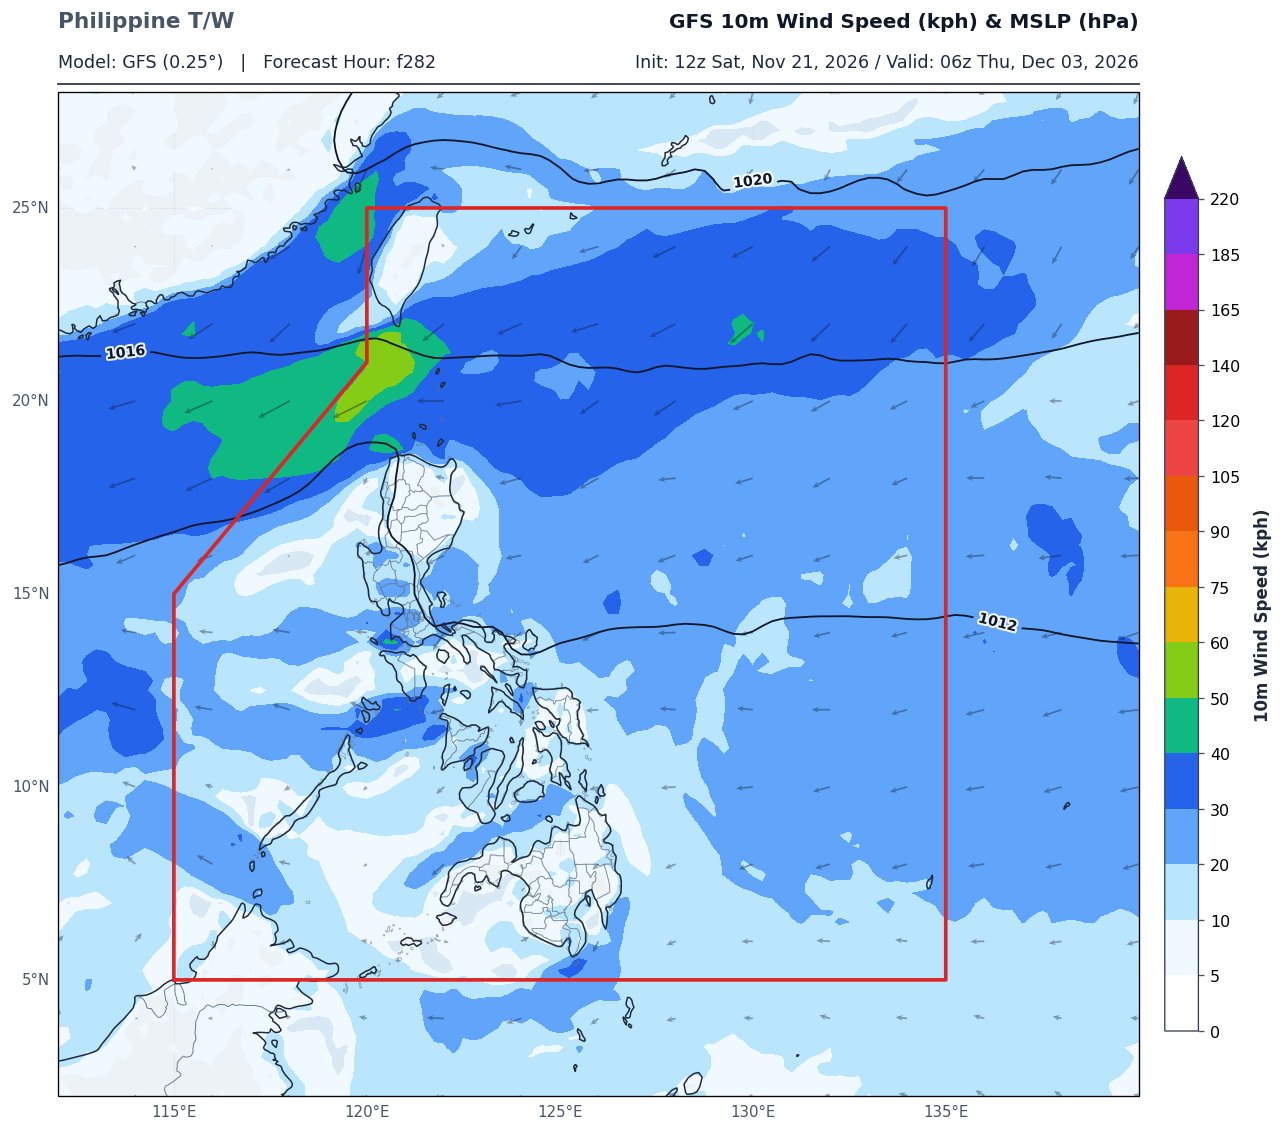 Philippine T/W
GFS 10m Wind Speed (kph) & MSLP (hPa)
Model: GFS (0.25°) | Forecast Hour: f282
Init: 12z Sat, Nov 21, 2026 / Valid: 06z Thu, Dec 03, 2026
1020
1016
1012
25°N
20°N
15°N
10°N
5°N
115°E
120°E
125°E
130°E
135°E
220
185
165
140
120
105
90
75
60
50
40
30
20
10
5
0
10m Wind Speed (kph)